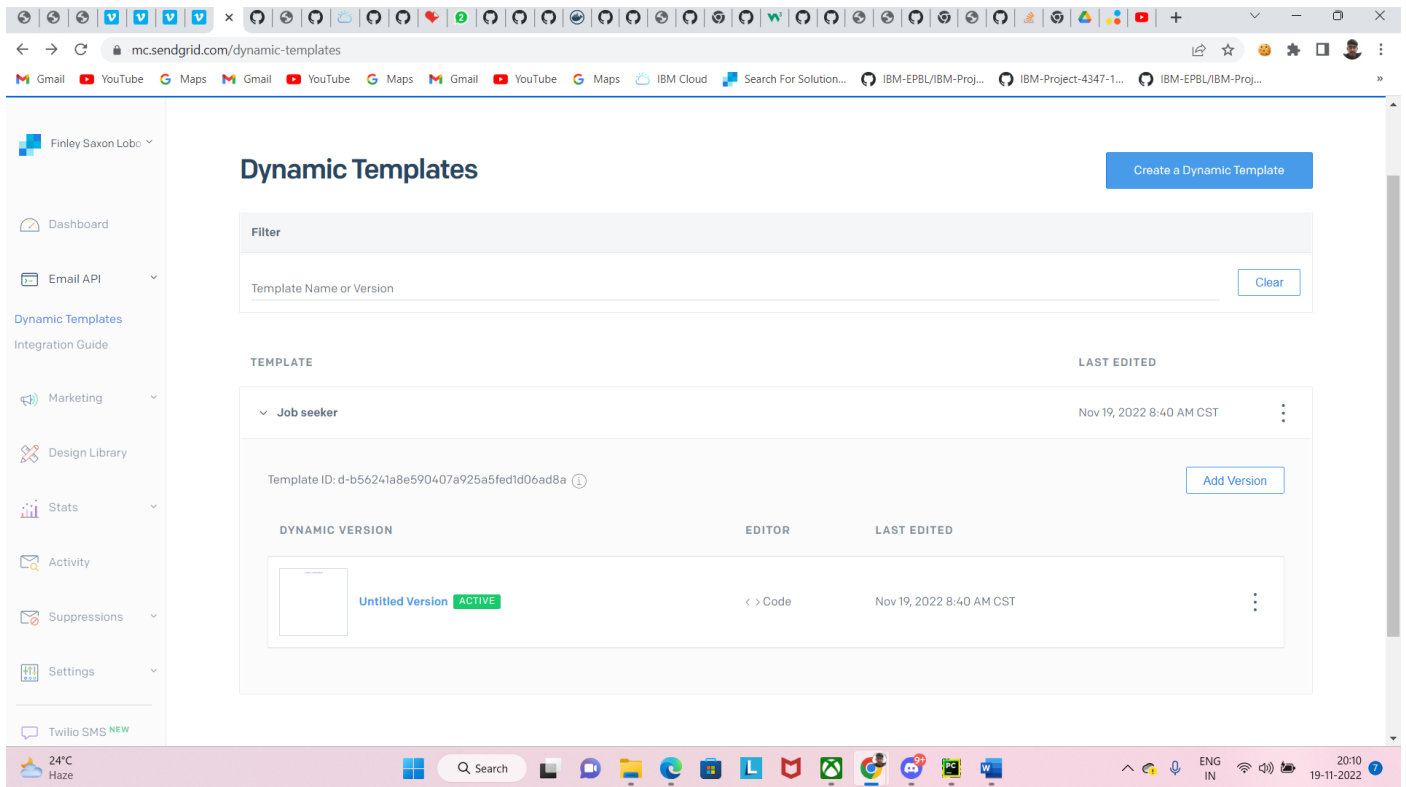 mc.sendgrid.com/dynamic-templates
Gmail YouTube Maps Gmail YouTube Maps Gmail YouTube Maps IBM Cloud Search For Solution... IBM-EPBL/IBM-Proj... IBM-Project-4347-1... IBM-EPBL/IBM-Proj... »
Finley Saxon Lobo
Dynamic Templates
Create a Dynamic Template
Dashboard
Filter
Email API
Template Name or Version
Clear
Dynamic Templates
Integration Guide
TEMPLATE LAST EDITED
Marketing
Job seeker Nov 19, 2022 8:40 AM CST
Design Library
Template ID: d-b56241a8e590407a925a5fed1d06ad8a
Add Version
Stats
DYNAMIC VERSION EDITOR LAST EDITED
Activity
Untitled Version ACTIVE <> Code Nov 19, 2022 8:40 AM CST
Suppressions
Settings
Twilio SMS NEW
24°C
Haze
Search
9+
ENG
IN
20:10
19-11-2022
7